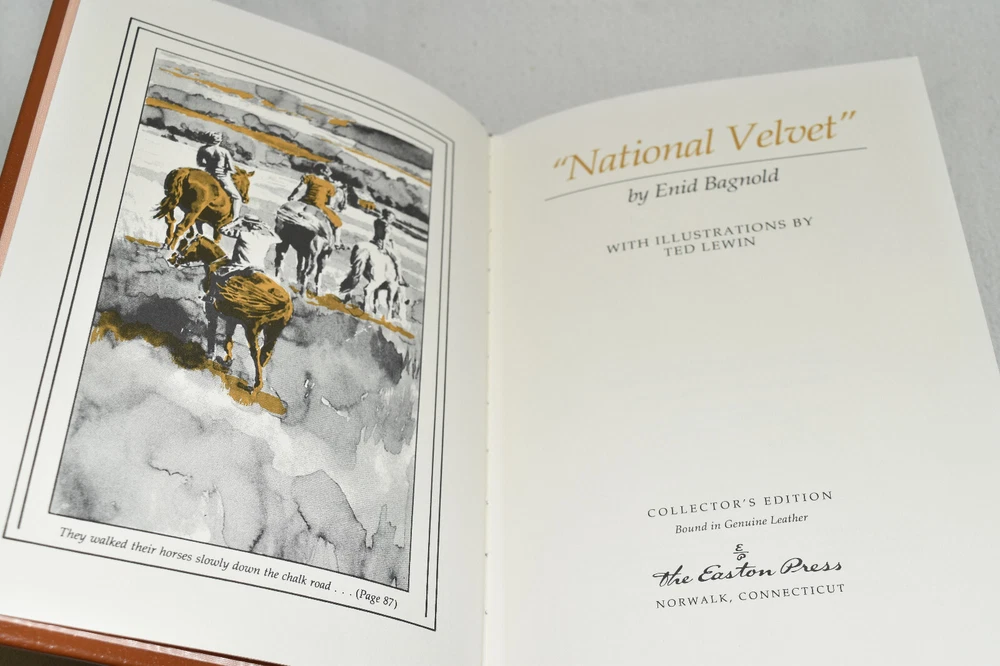 They walked their horses slowly down the chalk road . . . (Page 87)
“National Velvet”
by Enid Bagnold
WITH ILLUSTRATIONS BY
TED LEWIN
COLLECTOR’S EDITION
Bound in Genuine Leather
E
P
the Easton Press
NORWALK, CONNECTICUT